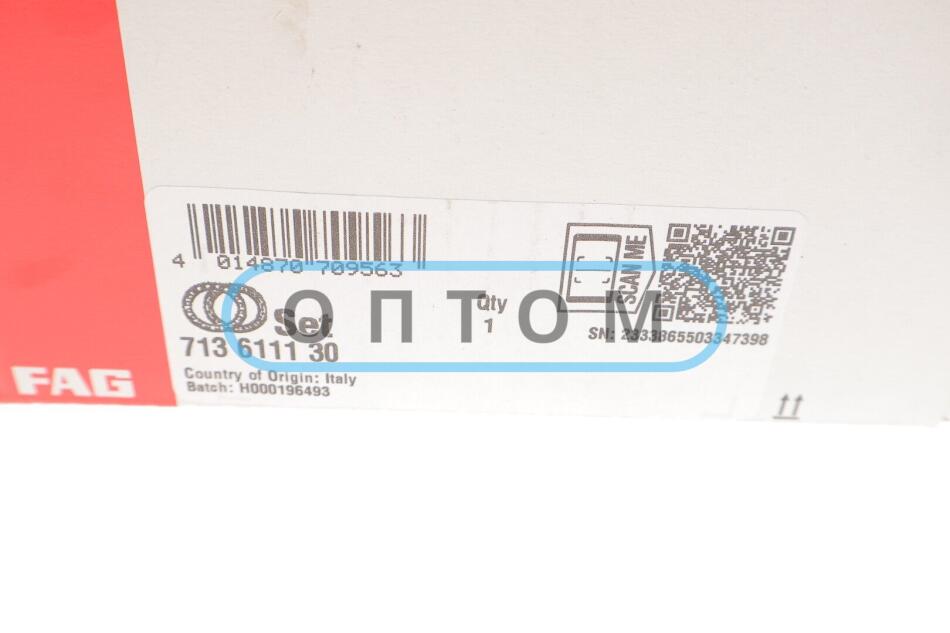 4 014870 709563
Set
713 6111 30
Qty
1
ОПТОМ
SCAN ME
SN: 2333865503347398
Country of Origin: Italy
Batch: H000196493
FAG